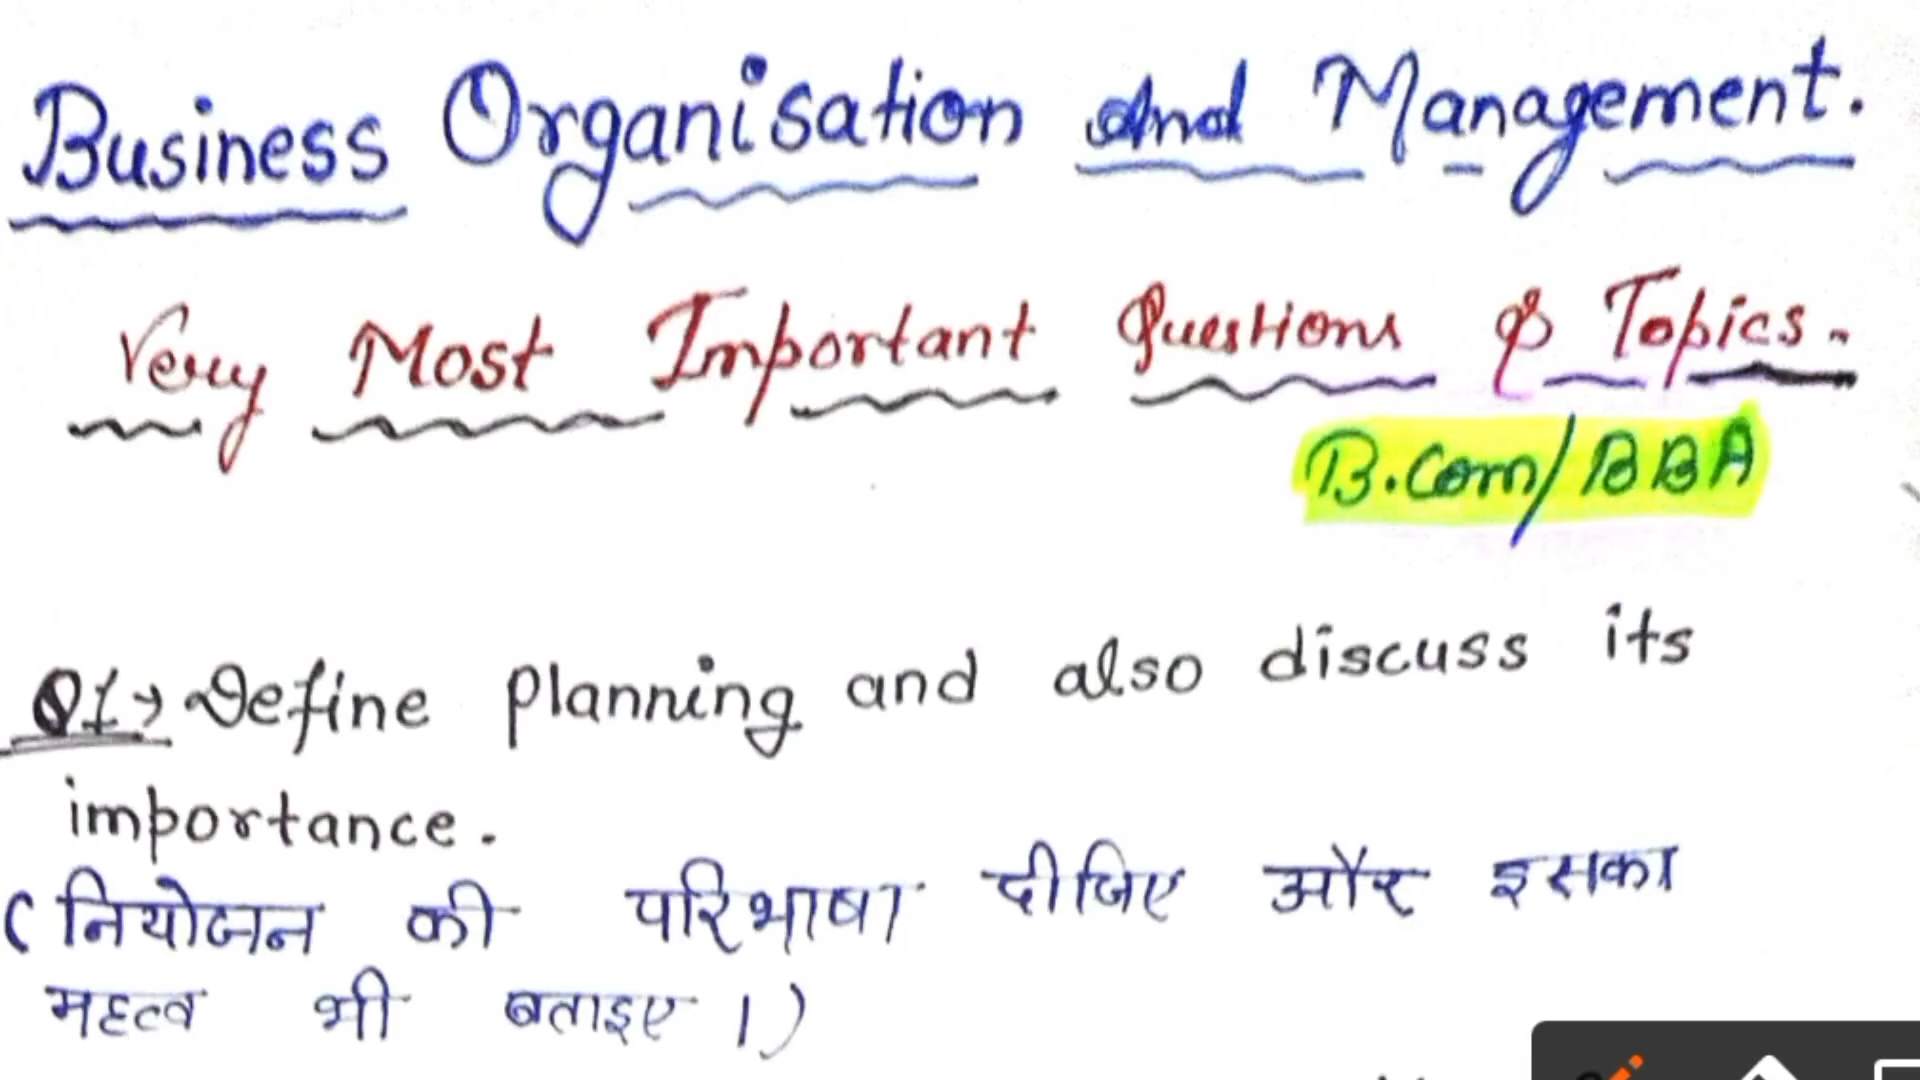 Business Organisation And Management.
Very Most Important Questions & Topics.
B.Com/BBA
Q1→ Define planning and also discuss its
importance.
(नियोजन की परिभाषा दीजिए और इसका
महत्व भी बताइए।)